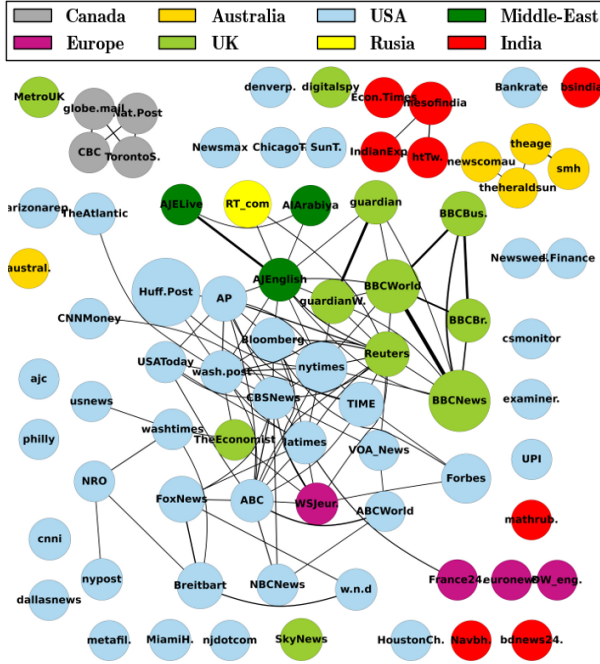 Canada Australia USA Middle-East
Europe UK Rusia India
MetroUK
globe.mail
Nat.Post
CBC
TorontoS.
denverp.
digitalspy
Econ.Times
mesofindia
Bankrate
bsindia
Newsmax
ChicagoT.
SunT.
IndianExp
htTw.
theage
newscomau
smh
theheraldsun
arizonarep
TheAtlantic
AJELive
RT_com
AlArabiya
guardian
BBCBus.
austral.
AJEnglish
BBCWorld
Newswed.Finance
Huff.Post
AP
guardianW.
BBCBr.
CNNMoney
Bloomberg
Reuters
csmonitor
USAToday
wash.post
nytimes
ajc
usnews
CBSNews
TIME
BBCNews
examiner.
philly
washtimes
TheEconomist
latimes
VOA_News
UPI
NRO
FoxNews
ABC
WSJeur.
ABCWorld
Forbes
mathrub.
cnni
nypost
Breitbart
NBCNews
w.n.d
France24.
euronews
DW_eng.
dallasnews
metafil.
MiamiH.
njdotcom
SkyNews
HoustonCh.
Navbh.
bdnews24.